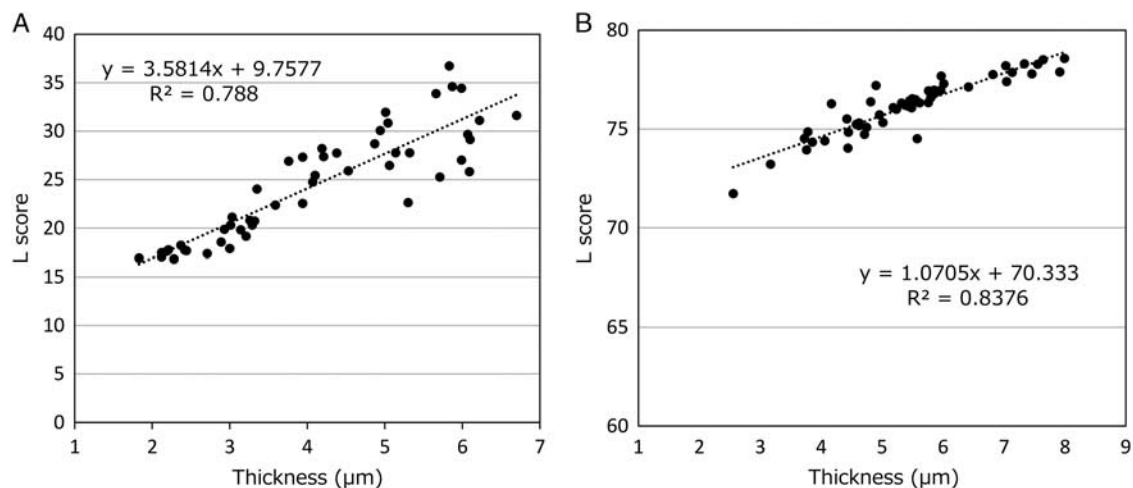 A
40
35
30
25
20
15
10
5
0
L score
y = 3.5814x + 9.7577
R² = 0.788
1 2 3 4 5 6 7
Thickness (µm)
B
80
75
70
65
60
L score
y = 1.0705x + 70.333
R² = 0.8376
1 2 3 4 5 6 7 8 9
Thickness (µm)